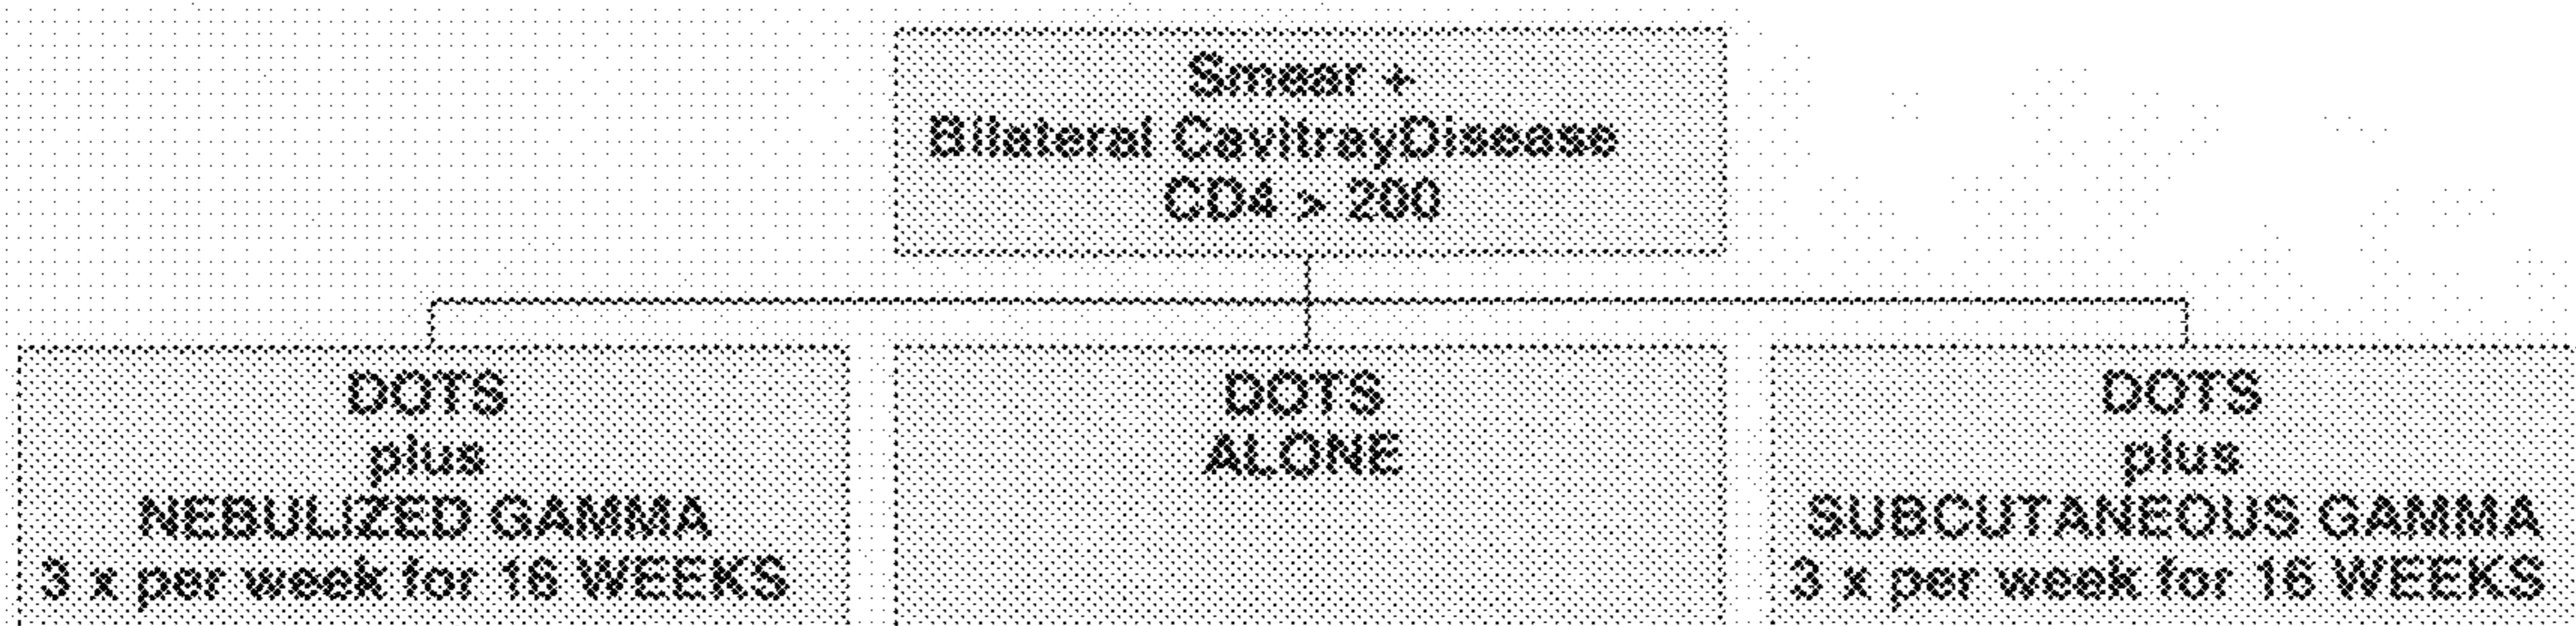 Smear +
Bilateral CavitrayDisease
CD4 > 200
DOTS
plus
NEBULIZED GAMMA
3 x per week for 16 WEEKS
DOTS
ALONE
DOTS
plus
SUBCUTANEOUS GAMMA
3 x per week for 16 WEEKS